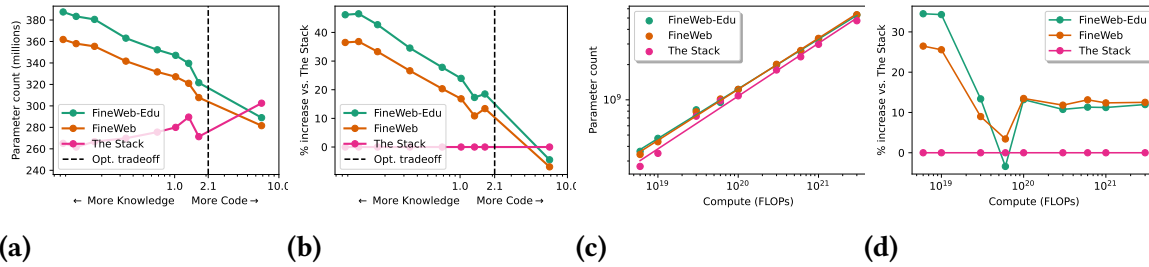 Parameter count (millions)
380
360
340
320
300
280
260
240
FineWeb-Edu
FineWeb
The Stack
Opt. tradeoff
1.0 2.1 10.0
← More Knowledge More Code→
(a)
% increase vs. The Stack
40
30
20
10
0
FineWeb-Edu
FineWeb
The Stack
Opt. tradeoff
1.0 2.1 10.0
← More Knowledge More Code→
(b)
Parameter count
10⁹
FineWeb-Edu
FineWeb
The Stack
10¹⁹ 10²⁰ 10²¹
Compute (FLOPs)
(c)
% increase vs. The Stack
30
20
10
0
FineWeb-Edu
FineWeb
The Stack
10¹⁹ 10²⁰ 10²¹
Compute (FLOPs)
(d)